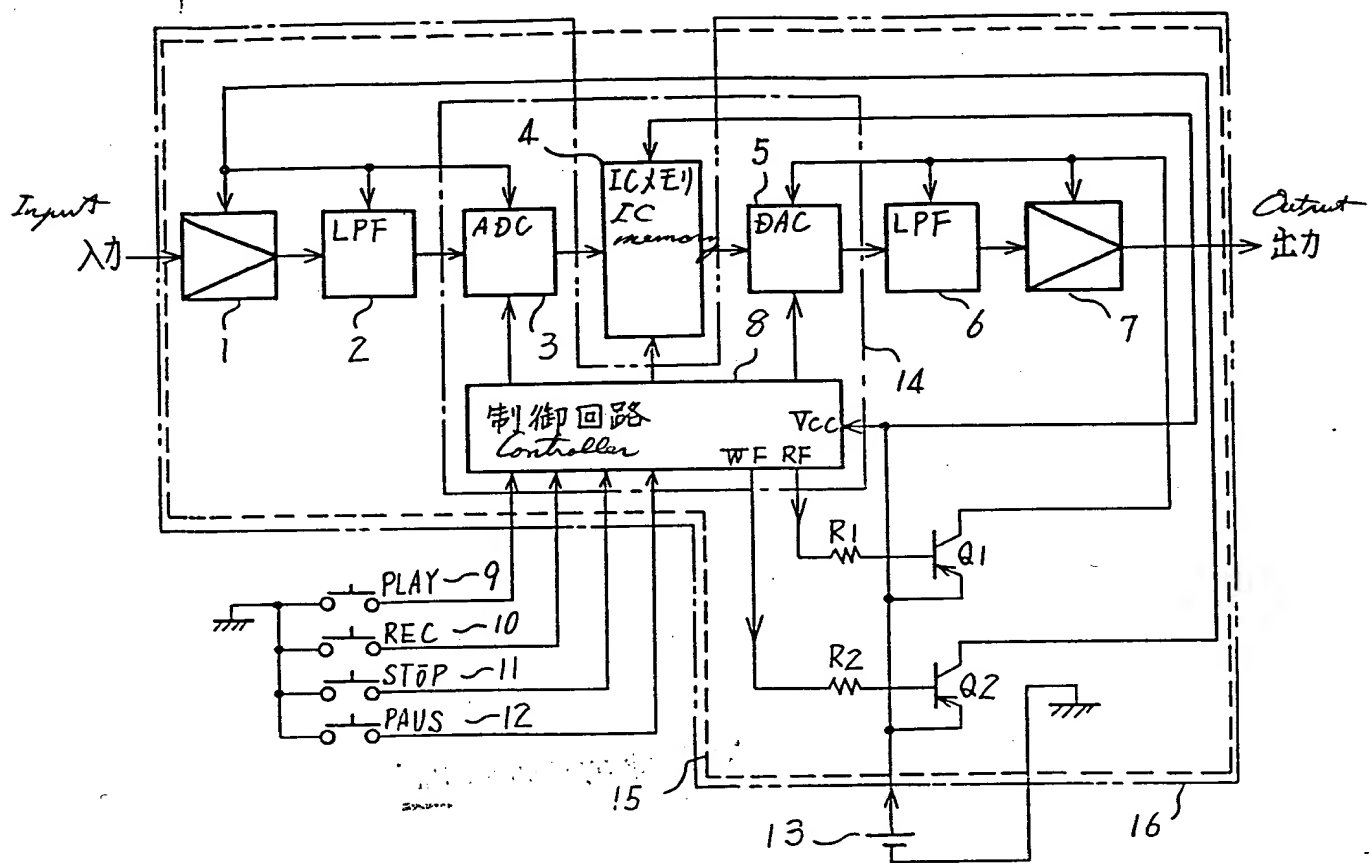 Input
入力
1
LPF
2
ADC
3
4
ICメモリ
IC
memory
5
DAC
LPF
6
7
Output
出力
8
14
制御回路
Controller
VCC
WF RF
R1
Q1
R2
Q2
PLAY 9
REC 10
STOP 11
PAUS 12
13
15
16